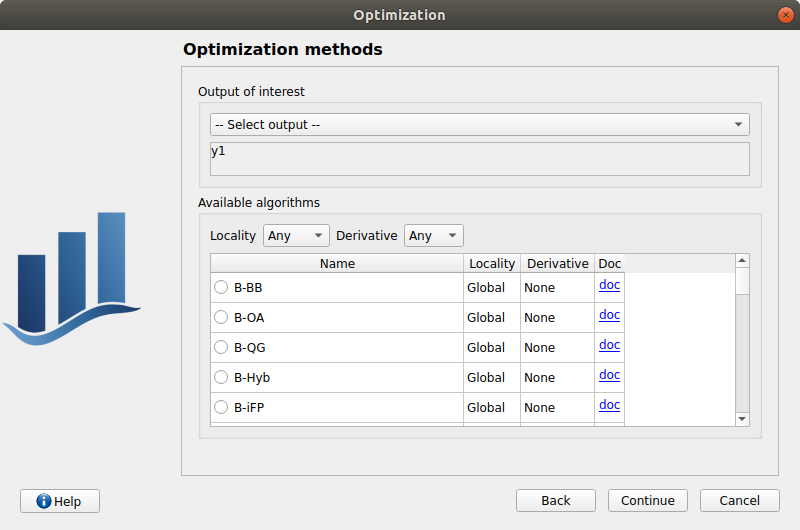 Optimization
Optimization methods
Output of interest
-- Select output --
y1
Available algorithms
Locality Any Derivative Any
Name Locality Derivative Doc
B-BB Global None doc
B-OA Global None doc
B-QG Global None doc
B-Hyb Global None doc
B-iFP Global None doc
Help Back Continue Cancel